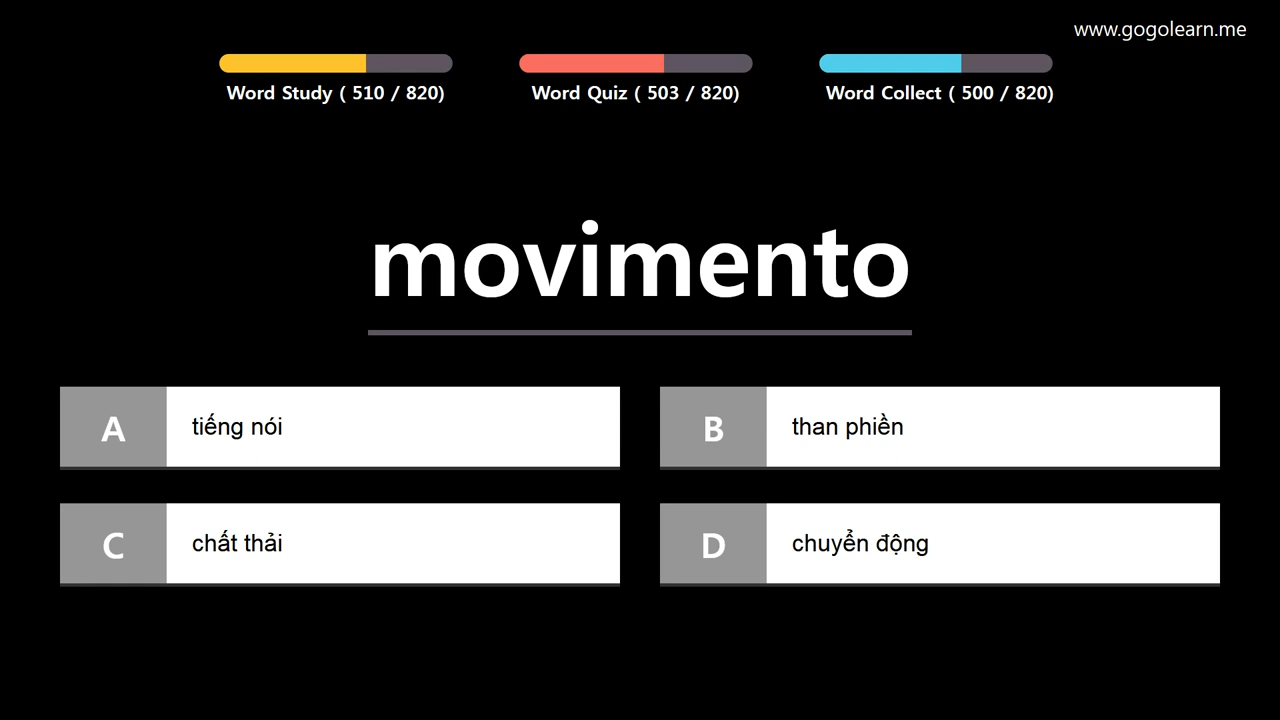 www.gogolearn.me
Word Study ( 510 / 820)
Word Quiz ( 503 / 820)
Word Collect ( 500 / 820)
movimento
A tiếng nói
B than phiền
C chất thải
D chuyển động